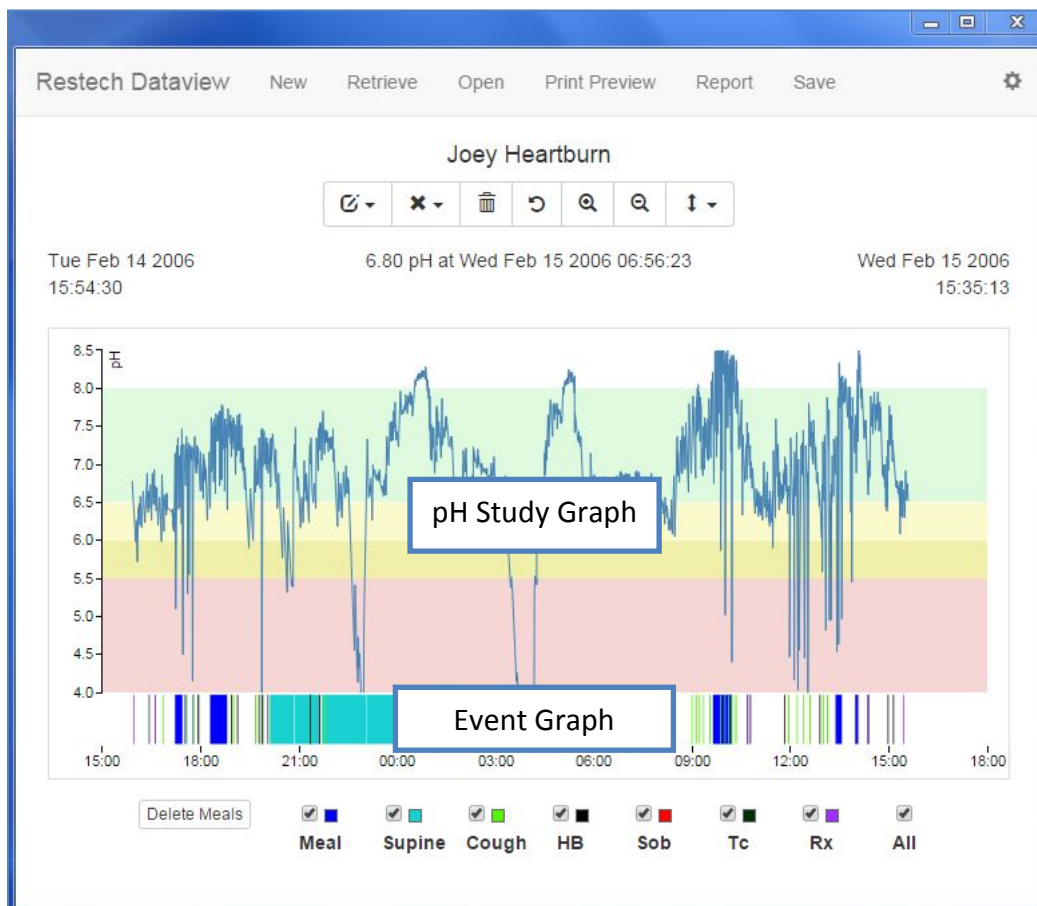 Restech Dataview New Retrieve Open Print Preview Report Save
Joey Heartburn
Tue Feb 14 2006 6.80 pH at Wed Feb 15 2006 06:56:23 Wed Feb 15 2006
15:54:30 15:35:13
pH
8.5
8.0
7.5
7.0
6.5
6.0
5.5
5.0
4.5
4.0
pH Study Graph
Event Graph
15:00 18:00 21:00 00:00 03:00 06:00 09:00 12:00 15:00 18:00
Delete Meals
Meal Supine Cough HB Sob Tc Rx All